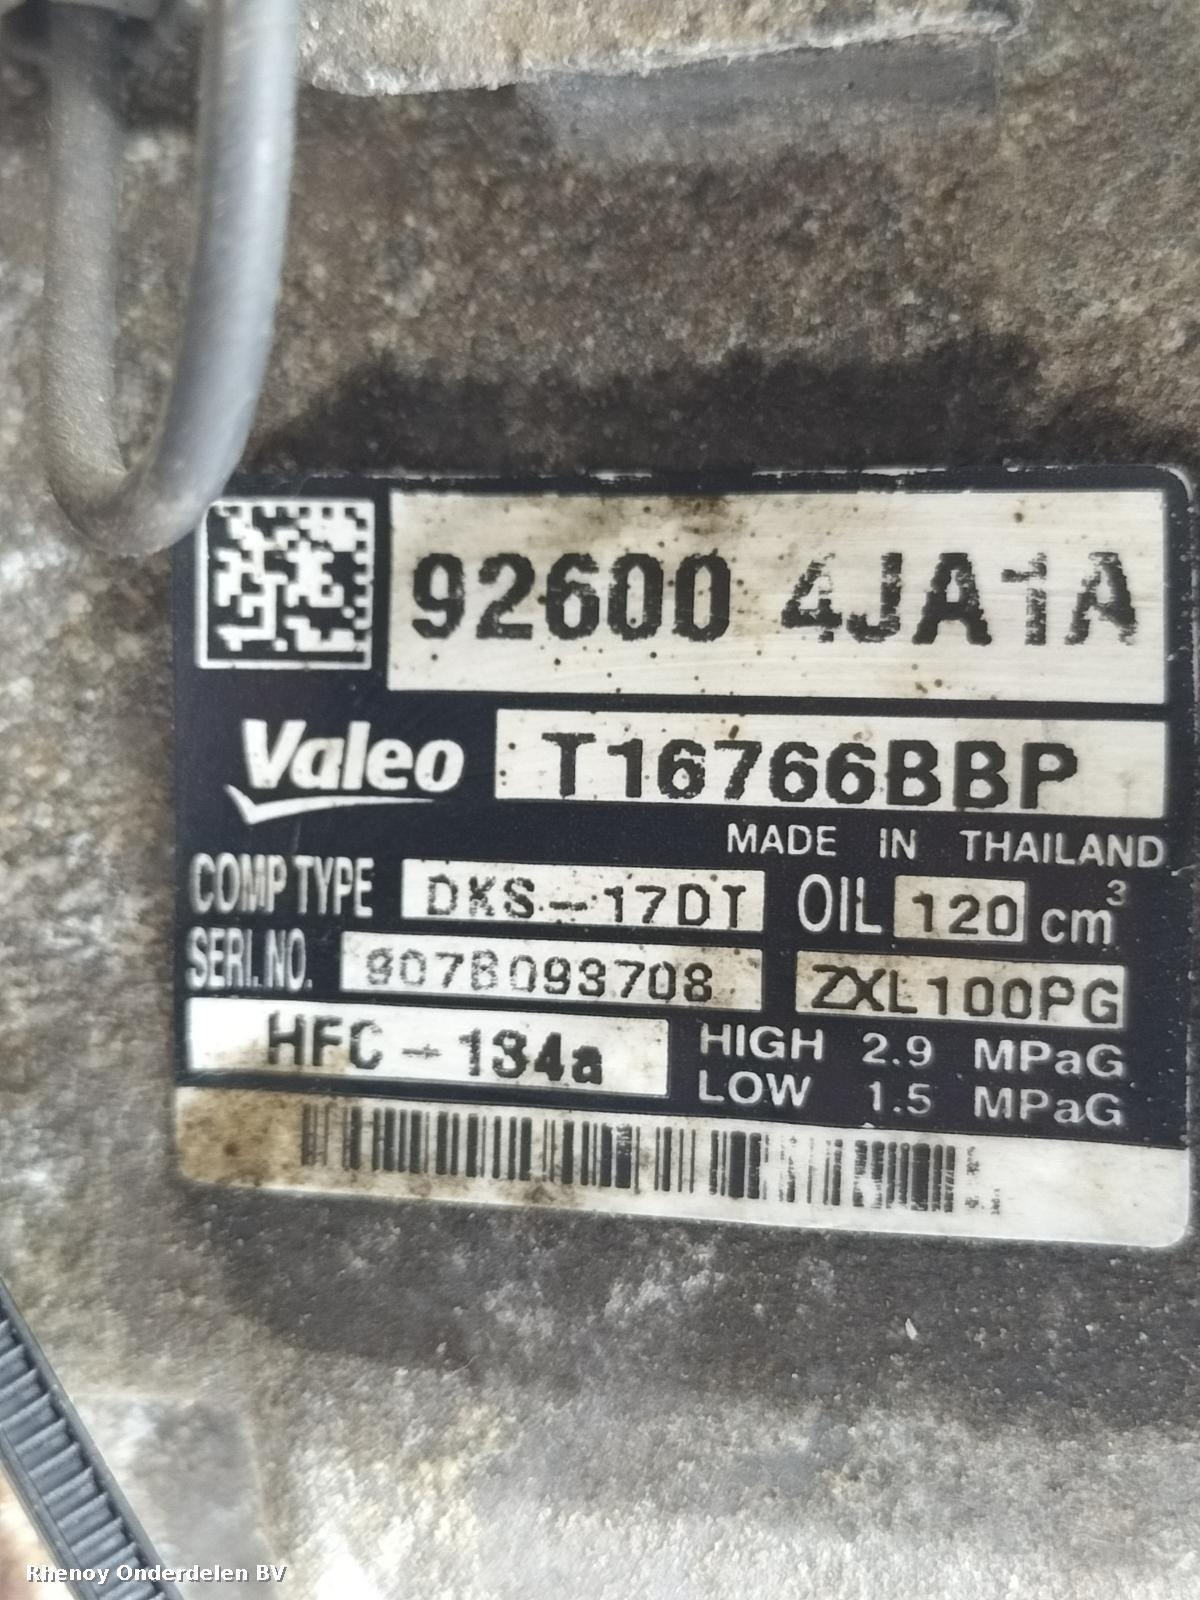 92600 4JA1A
Valeo T16766BBP
MADE IN THAILAND
COMP TYPE DKS-17DT OIL 120 cm³
SERI.NO. 907B093708 ZXL100PG
HFC-134a HIGH 2.9 MPaG
LOW 1.5 MPaG
Rhenoy Onderdelen BV